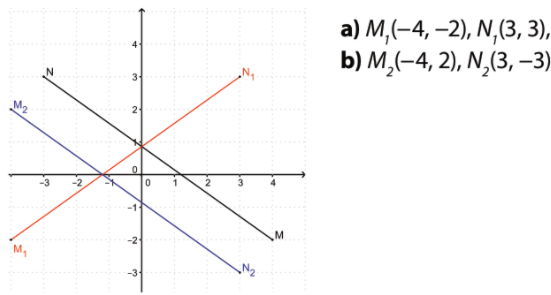 a) M₁(−4, −2), N₁(3, 3),
b) M₂(−4, 2), N₂(3, −3)
4
N
3
N₁
M₂
2
1
0
−3 −2 −1 0 1 2 3 4
−1
M
−2
M₁
−3
N₂